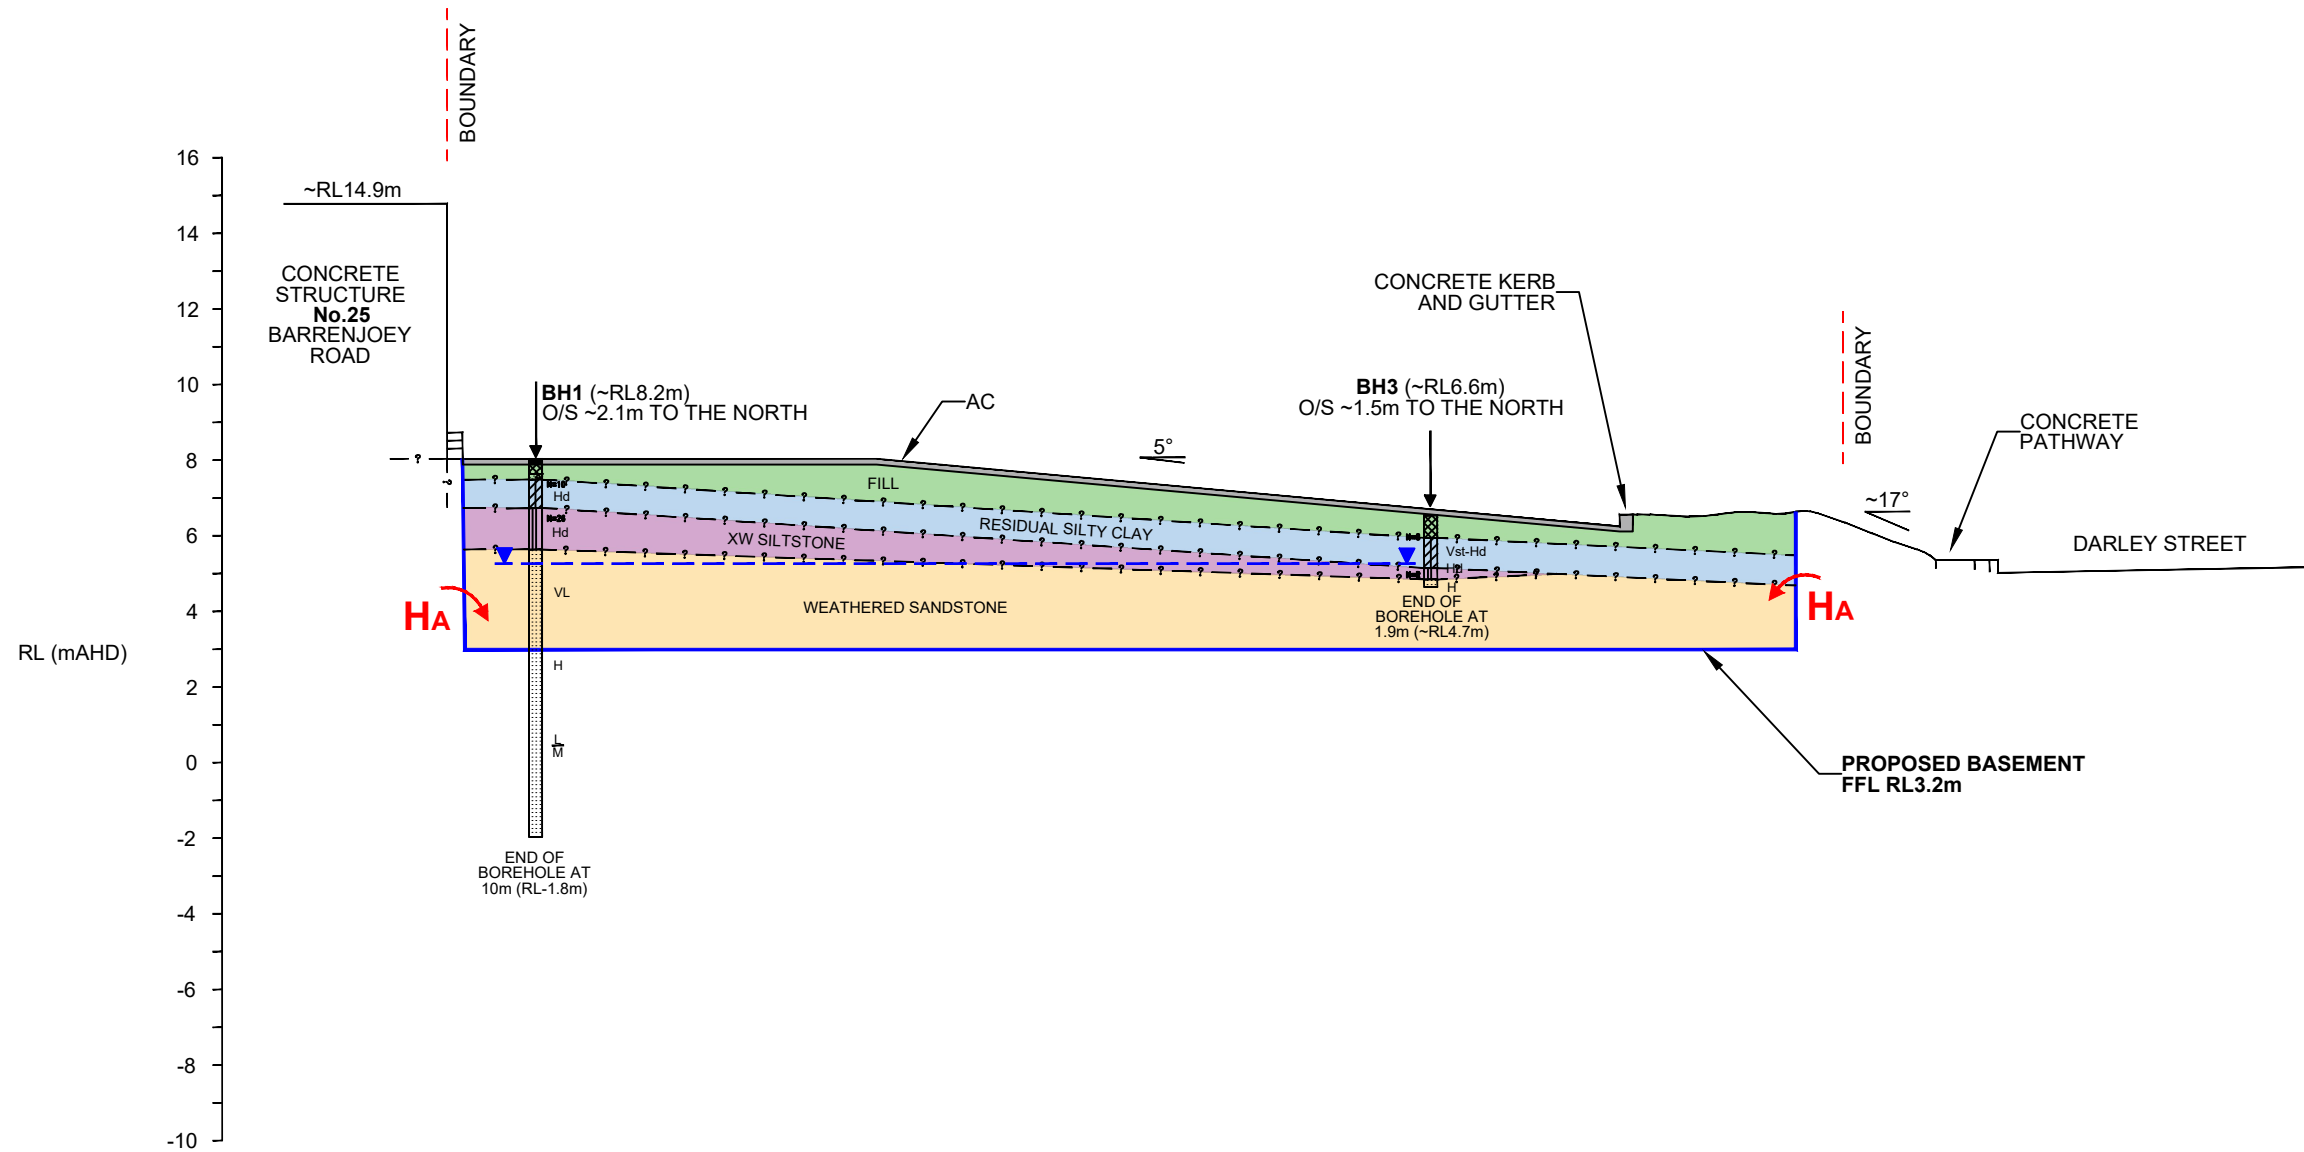 BOUNDARY
16
~RL14.9m
14
CONCRETE
STRUCTURE
No.25
BARRENJOEY
ROAD
12
10
8
6
4
RL (mAHD)
2
0
-2
-4
-6
-8
-10
BH1 (~RL8.2m)
O/S ~2.1m TO THE NORTH
AC
5°
BH3 (~RL6.6m)
O/S ~1.5m TO THE NORTH
CONCRETE KERB
AND GUTTER
BOUNDARY
CONCRETE
PATHWAY
~17°
DARLEY STREET
FILL
RESIDUAL SILTY CLAY
XW SILTSTONE
WEATHERED SANDSTONE
Hd
Hd
VL
H
L
M
Vst-Hd
Hd
H
END OF
BOREHOLE AT
1.9m (~RL4.7m)
HA
HA
PROPOSED BASEMENT
FFL RL3.2m
END OF
BOREHOLE AT
10m (RL-1.8m)